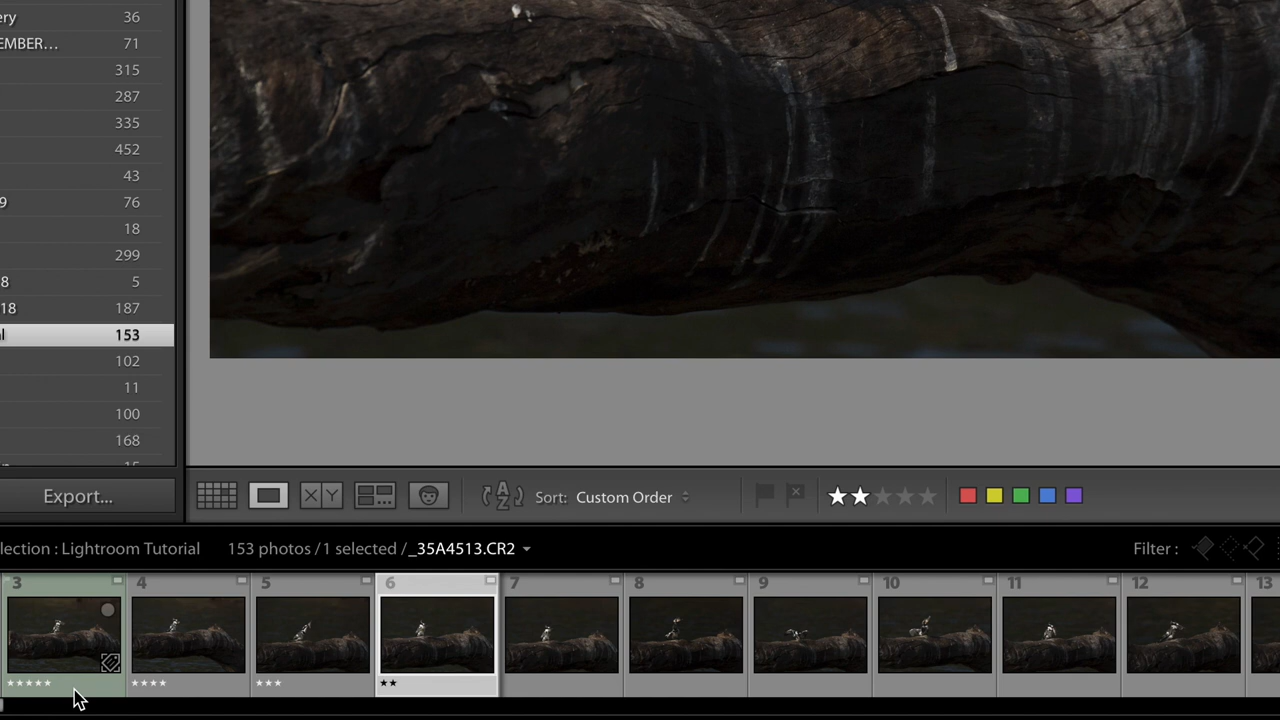 ery 36
EMBER... 71
315
287
335
452
43
9 76
18
299
8 5
18 187
l 153
102
11
100
168
15
Export...
X Y
A Z
Sort: Custom Order
lection : Lightroom Tutorial 153 photos / 1 selected / _35A4513.CR2
Filter :
3 4 5 6 7 8 9 10 11 12 13